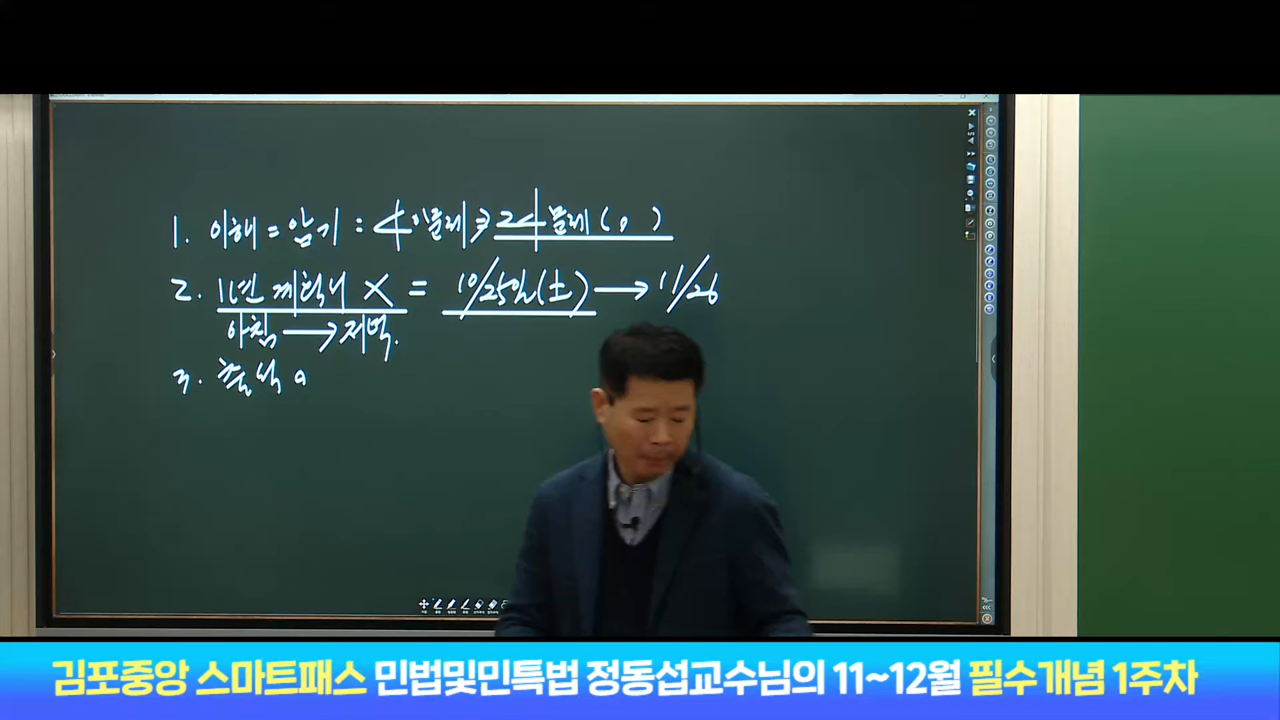 1. 이해 = 암기 : 40문제 → 24문제 ( 。)
2. 1년 계획서 X = 10/25일(土) → 11/26
아침 → 저녁.
3. 출석 。
김포중앙 스마트패스 민법및민특법 정동섭교수님의 11~12월 필수개념 1주차